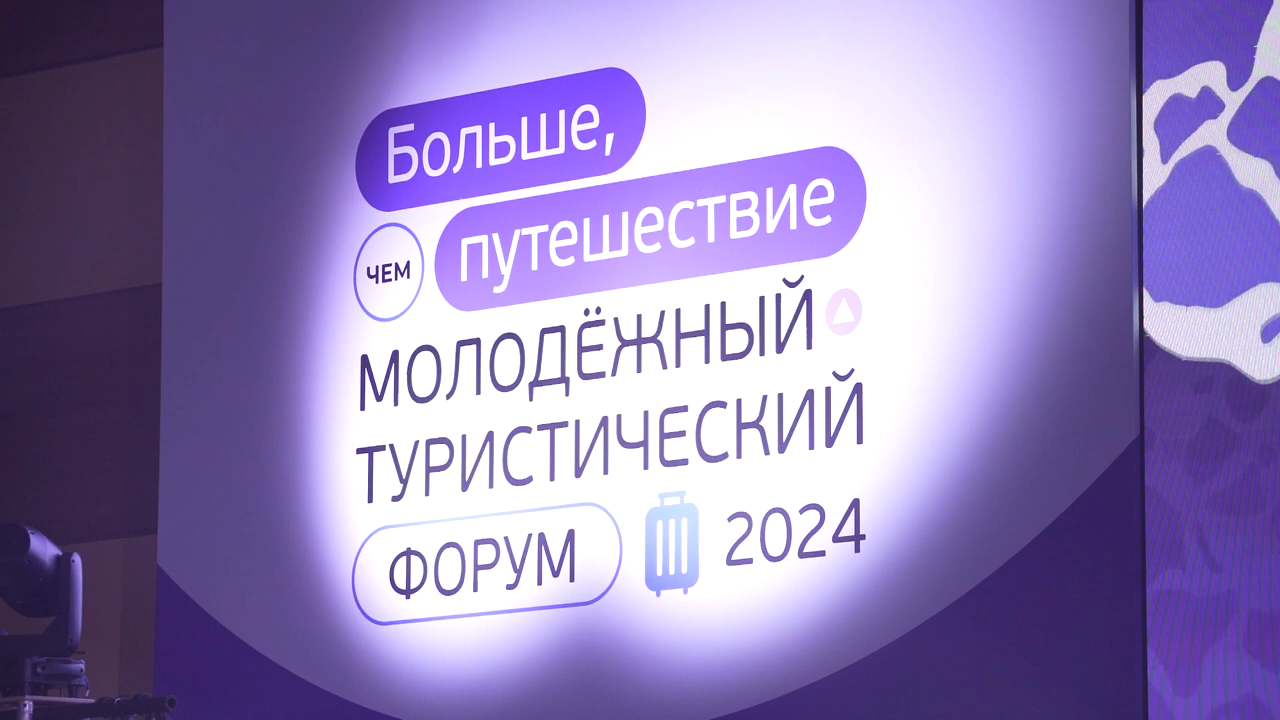 Больше,
чем путешествие
МОЛОДЁЖНЫЙ
ТУРИСТИЧЕСКИЙ
ФОРУМ 2024